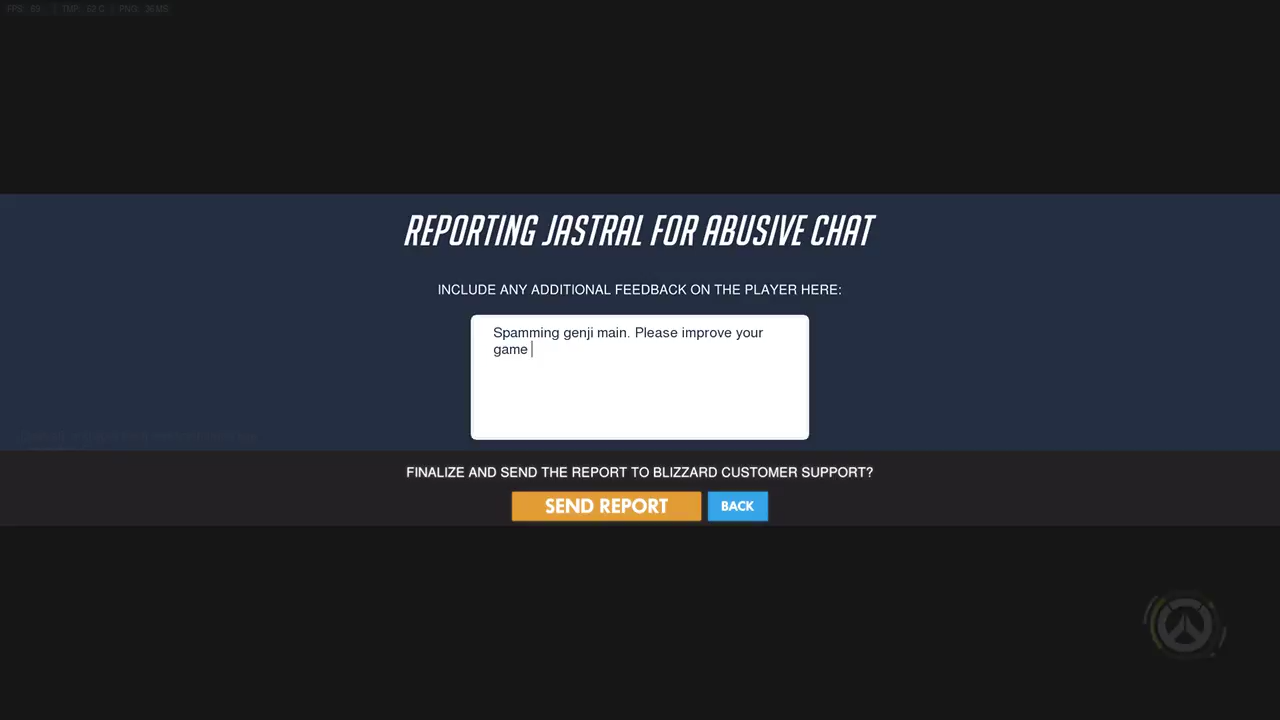 REPORTING JASTRAL FOR ABUSIVE CHAT
INCLUDE ANY ADDITIONAL FEEDBACK ON THE PLAYER HERE:
Spamming genji main. Please improve your
game
FINALIZE AND SEND THE REPORT TO BLIZZARD CUSTOMER SUPPORT?
SEND REPORT
BACK